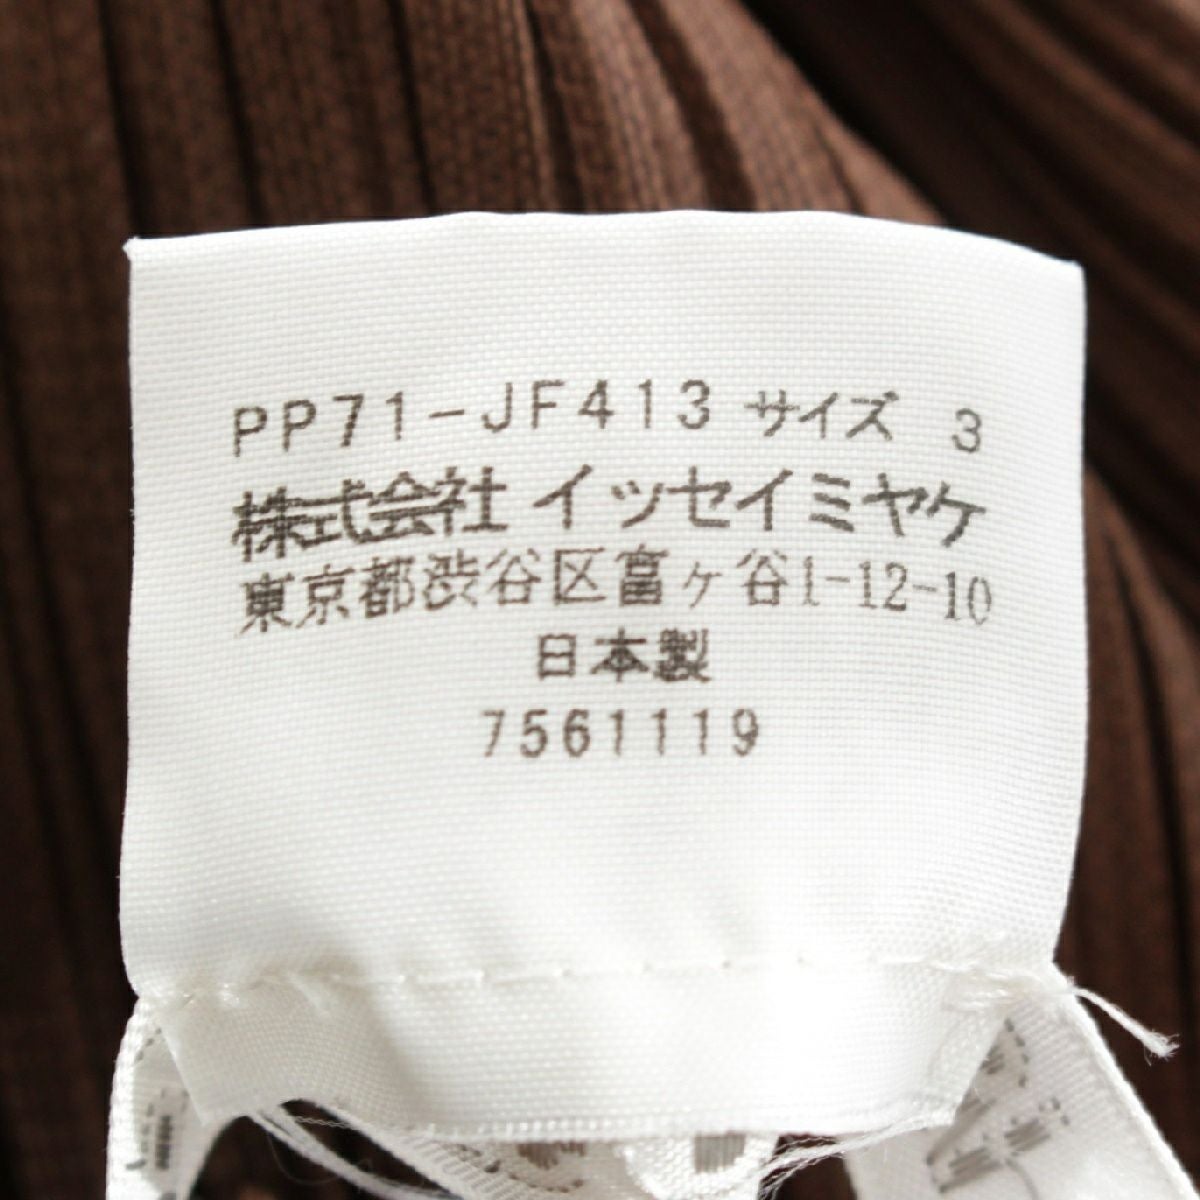 PP71-JF413 サイズ 3
株式会社 イッセイミヤケ
東京都渋谷区富ヶ谷1-12-10
日本製
7561119